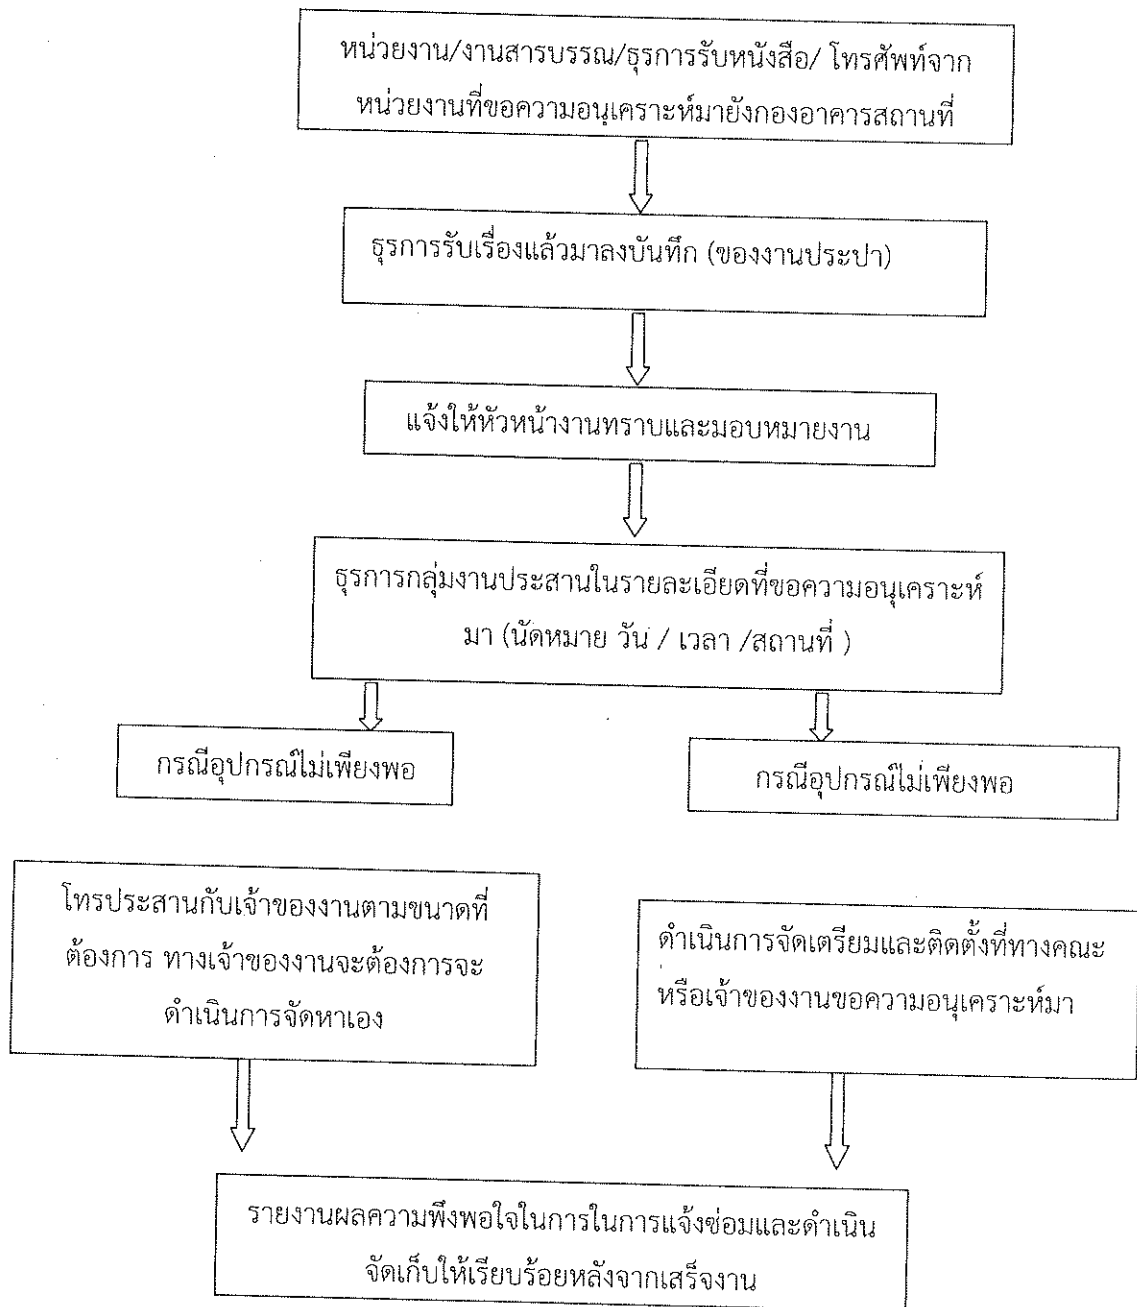 หน่วยงาน/งานสารบรรณ/ธุรการรับหนังสือ/ โทรศัพท์จาก
หน่วยงานที่ขอความอนุเคราะห์มายังกองอาคารสถานที่
ธุรการรับเรื่องแล้วมาลงบันทึก (ของงานประปา)
แจ้งให้หัวหน้างานทราบและมอบหมายงาน
ธุรการกลุ่มงานประสานในรายละเอียดที่ขอความอนุเคราะห์
มา (นัดหมาย วัน / เวลา /สถานที่ )
กรณีอุปกรณ์ไม่เพียงพอ
กรณีอุปกรณ์ไม่เพียงพอ
โทรประสานกับเจ้าของงานตามขนาดที่
ต้องการ ทางเจ้าของงานจะต้องการจะ
ดำเนินการจัดหาเอง
ดำเนินการจัดเตรียมและติดตั้งที่ทางคณะ
หรือเจ้าของงานขอความอนุเคราะห์มา
รายงานผลความพึงพอใจในการในการแจ้งซ่อมและดำเนิน
จัดเก็บให้เรียบร้อยหลังจากเสร็จงาน